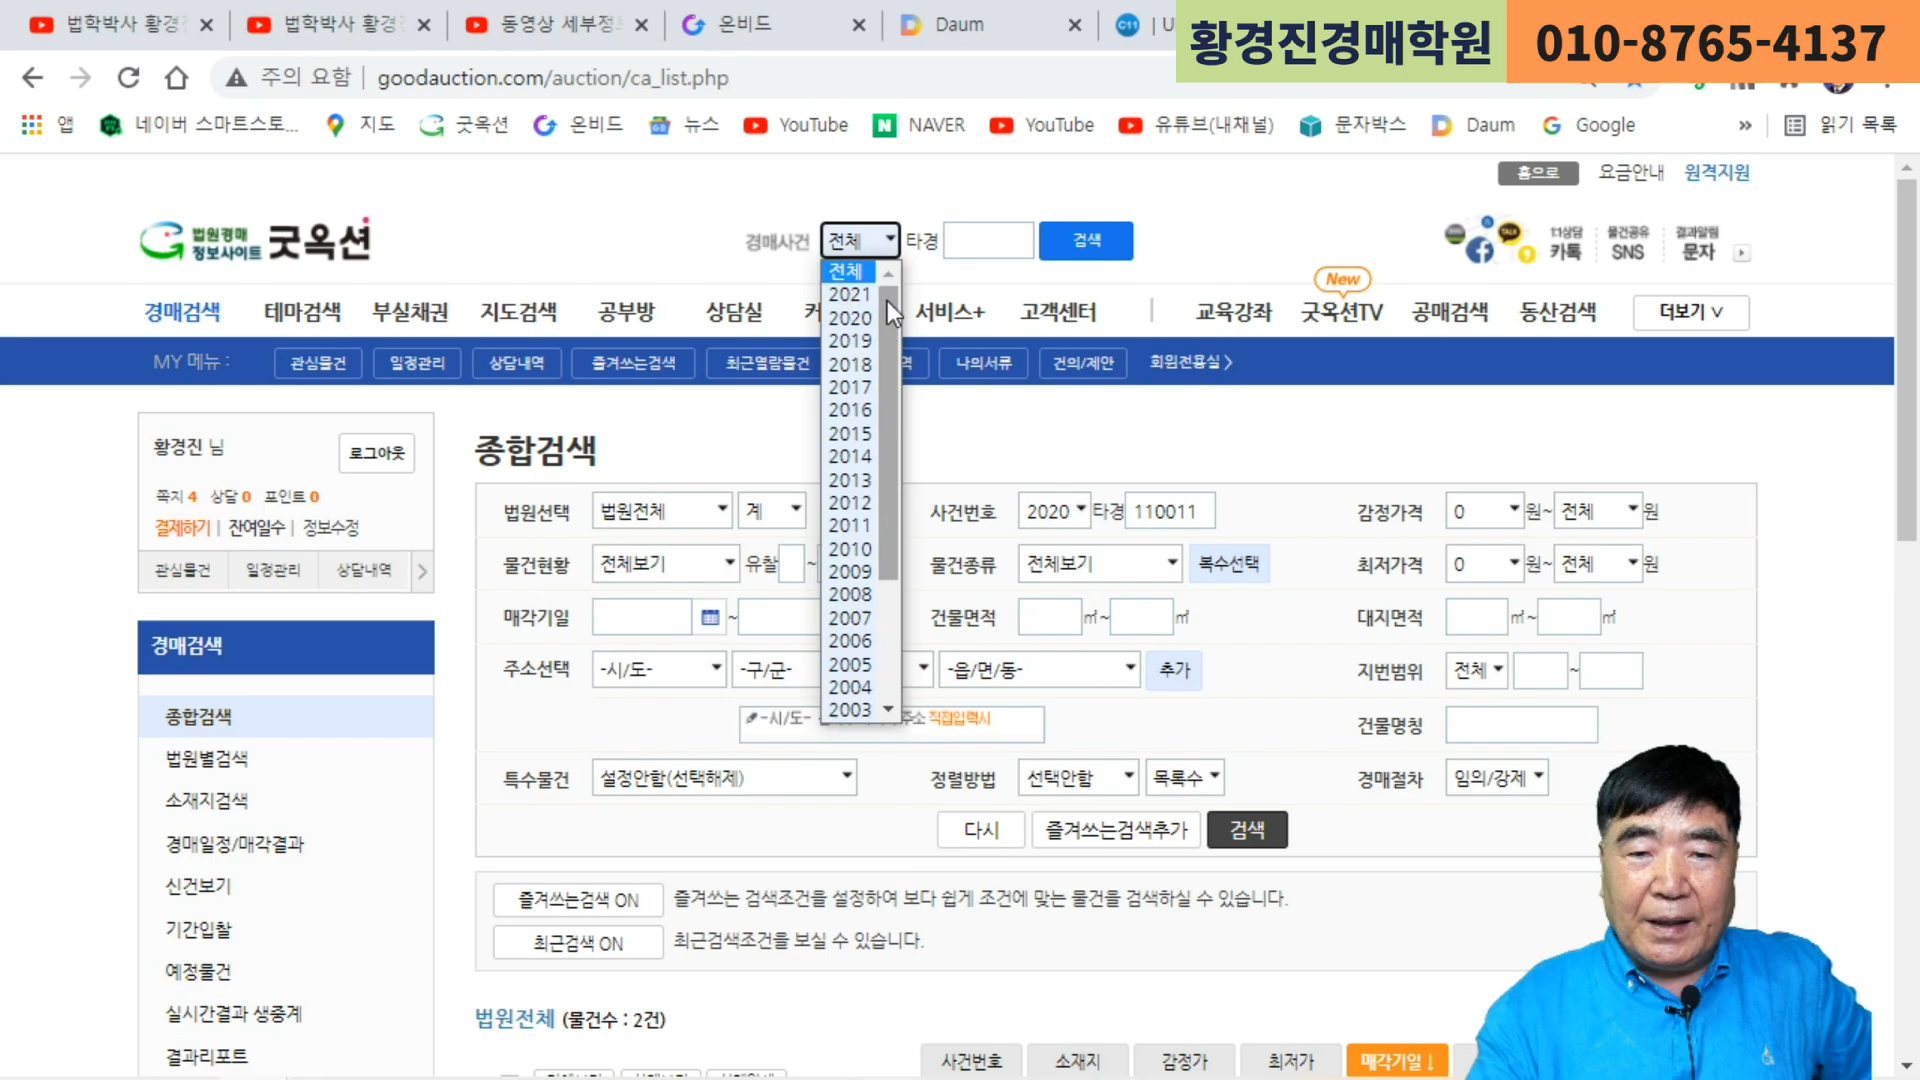 법학박사 황경
법학박사 황경
동영상 세부정
온비드
Daum
황경진경매학원
010-8765-4137
주의 요함
goodauction.com/auction/ca_list.php
앱
네이버 스마트스토...
지도
굿옥션
온비드
뉴스
YouTube
NAVER
YouTube
유튜브(내채널)
문자박스
Daum
Google
»
읽기 목록
홈으로
요금안내
원격지원
법원경매
정보사이트
굿옥션
경매사건
전체
타경
검색
1:1상담
카톡
물건공유
SNS
결과알림
문자
전체
2021
2020
2019
2018
2017
2016
2015
2014
2013
2012
2011
2010
2009
2008
2007
2006
2005
2004
2003
New
경매검색
테마검색
부실채권
지도검색
공부방
상담실
커
서비스+
고객센터
교육강좌
굿옥션TV
공매검색
동산검색
더보기 ∨
MY 메뉴 :
관심물건
일정관리
상담내역
즐겨쓰는검색
최근열람물건
역
나의서류
건의/제안
회원전용실 >
황경진 님
로그아웃
쪽지 4 상담 0 포인트 0
결제하기 | 잔여일수 | 정보수정
관심물건
일정관리
상담내역
경매검색
종합검색
법원별검색
소재지검색
경매일정/매각결과
신건보기
기간입찰
예정물건
실시간결과 생중계
결과리포트
종합검색
법원선택 법원전체 계
사건번호 2020 타경 110011
감정가격 0 원~ 전체 원
물건현황 전체보기 유찰 ~
물건종류 전체보기 복수선택
최저가격 0 원~ 전체 원
매각기일 ~
건물면적 ㎡~ ㎡
대지면적 ㎡~ ㎡
주소선택 -시/도- -구/군- -읍/면/동- 추가
지번범위 전체 ~
-시/도- 주소 직접입력시
건물명칭
특수물건 설정안함(선택해제)
정렬방법 선택안함 목록수
경매절차 임의/강제
다시
즐겨쓰는검색추가
검색
즐겨쓰는검색 ON 즐겨쓰는 검색조건을 설정하여 보다 쉽게 조건에 맞는 물건을 검색하실 수 있습니다.
최근검색 ON 최근검색조건을 보실 수 있습니다.
법원전체 (물건수 : 2건)
사건번호
소재지
감정가
최저가
매각기일↓